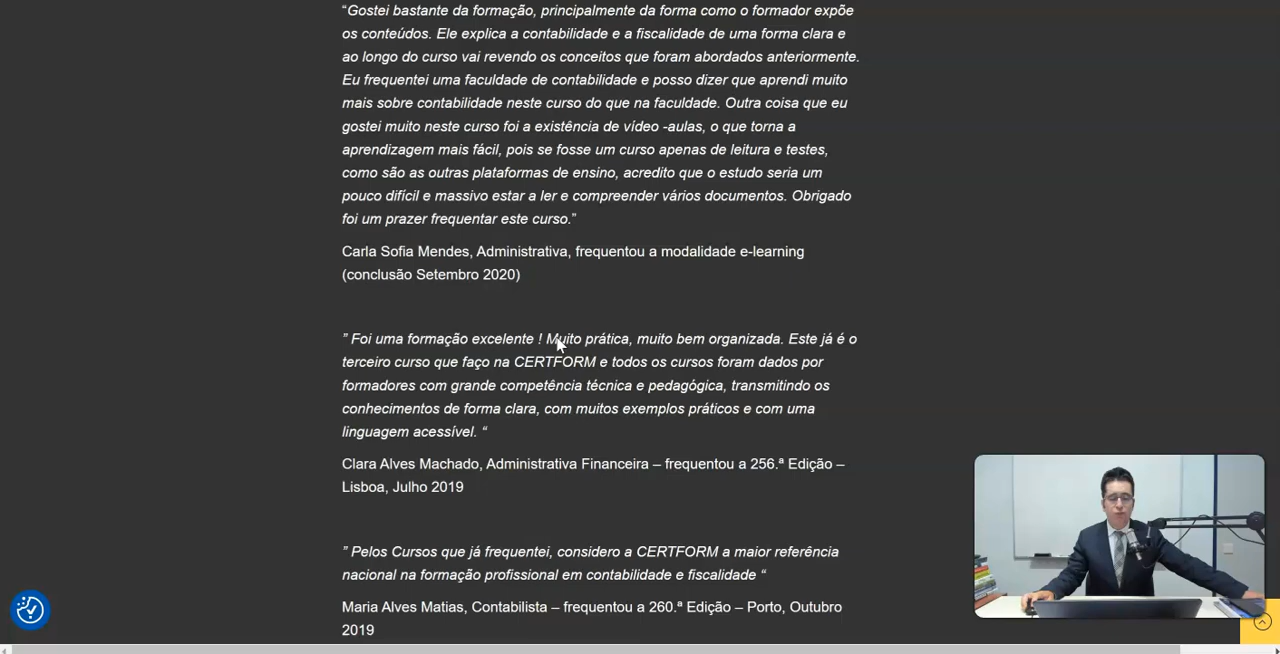 “Gostei bastante da formação, principalmente da forma como o formador expõe
os conteúdos. Ele explica a contabilidade e a fiscalidade de uma forma clara e
ao longo do curso vai revendo os conceitos que foram abordados anteriormente.
Eu frequentei uma faculdade de contabilidade e posso dizer que aprendi muito
mais sobre contabilidade neste curso do que na faculdade. Outra coisa que eu
gostei muito neste curso foi a existência de vídeo -aulas, o que torna a
aprendizagem mais fácil, pois se fosse um curso apenas de leitura e testes,
como são as outras plataformas de ensino, acredito que o estudo seria um
pouco difícil e massivo estar a ler e compreender vários documentos. Obrigado
foi um prazer frequentar este curso.”
Carla Sofia Mendes, Administrativa, frequentou a modalidade e-learning
(conclusão Setembro 2020)
” Foi uma formação excelente ! Muito prática, muito bem organizada. Este já é o
terceiro curso que faço na CERTFORM e todos os cursos foram dados por
formadores com grande competência técnica e pedagógica, transmitindo os
conhecimentos de forma clara, com muitos exemplos práticos e com uma
linguagem acessível. “
Clara Alves Machado, Administrativa Financeira – frequentou a 256.ª Edição –
Lisboa, Julho 2019
” Pelos Cursos que já frequentei, considero a CERTFORM a maior referência
nacional na formação profissional em contabilidade e fiscalidade “
Maria Alves Matias, Contabilista – frequentou a 260.ª Edição – Porto, Outubro
2019